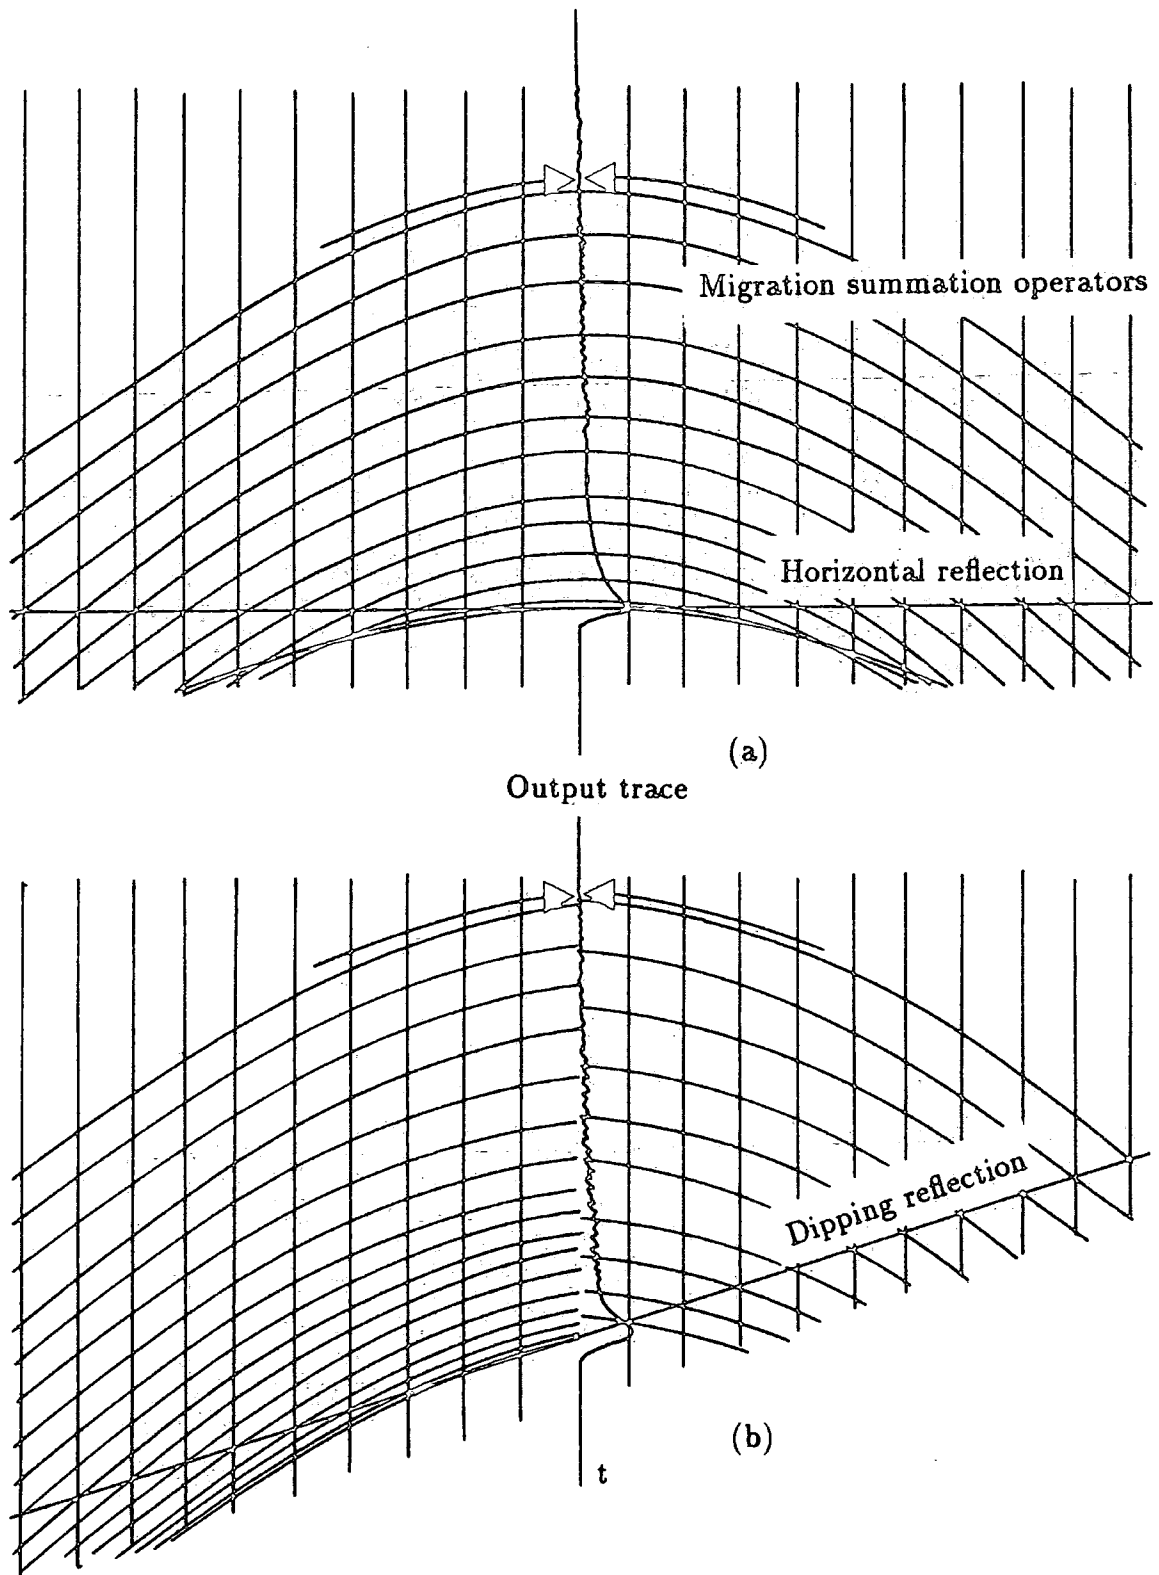 Migration summation operators
Horizontal reflection
(a)
Output trace
Dipping reflection
(b)
t